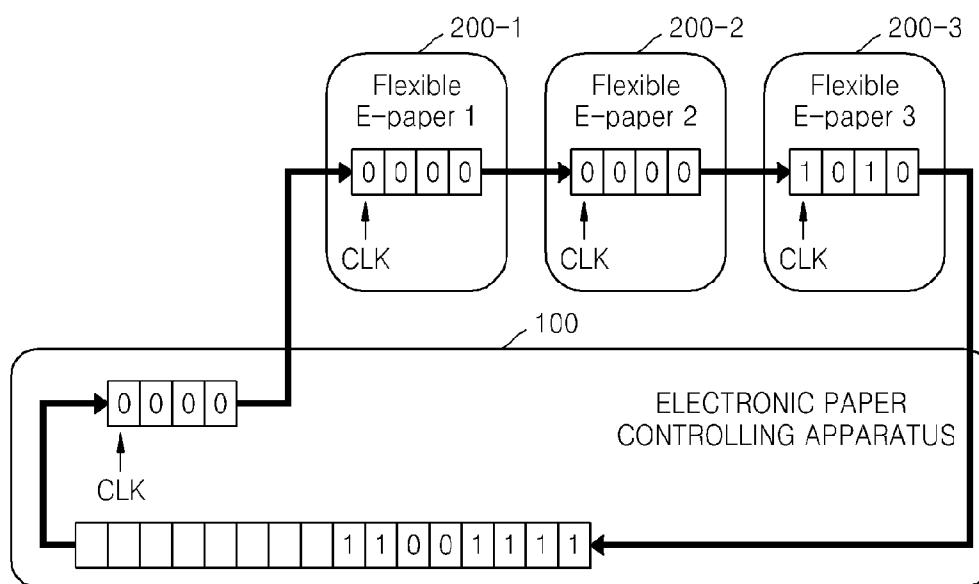 200-1 200-2 200-3
Flexible Flexible Flexible
E-paper 1 E-paper 2 E-paper 3
0 0 0 0 0 0 0 0 1 0 1 0
CLK CLK CLK
100
0 0 0 0
ELECTRONIC PAPER
CONTROLLING APPARATUS
CLK
1 1 0 0 1 1 1 1